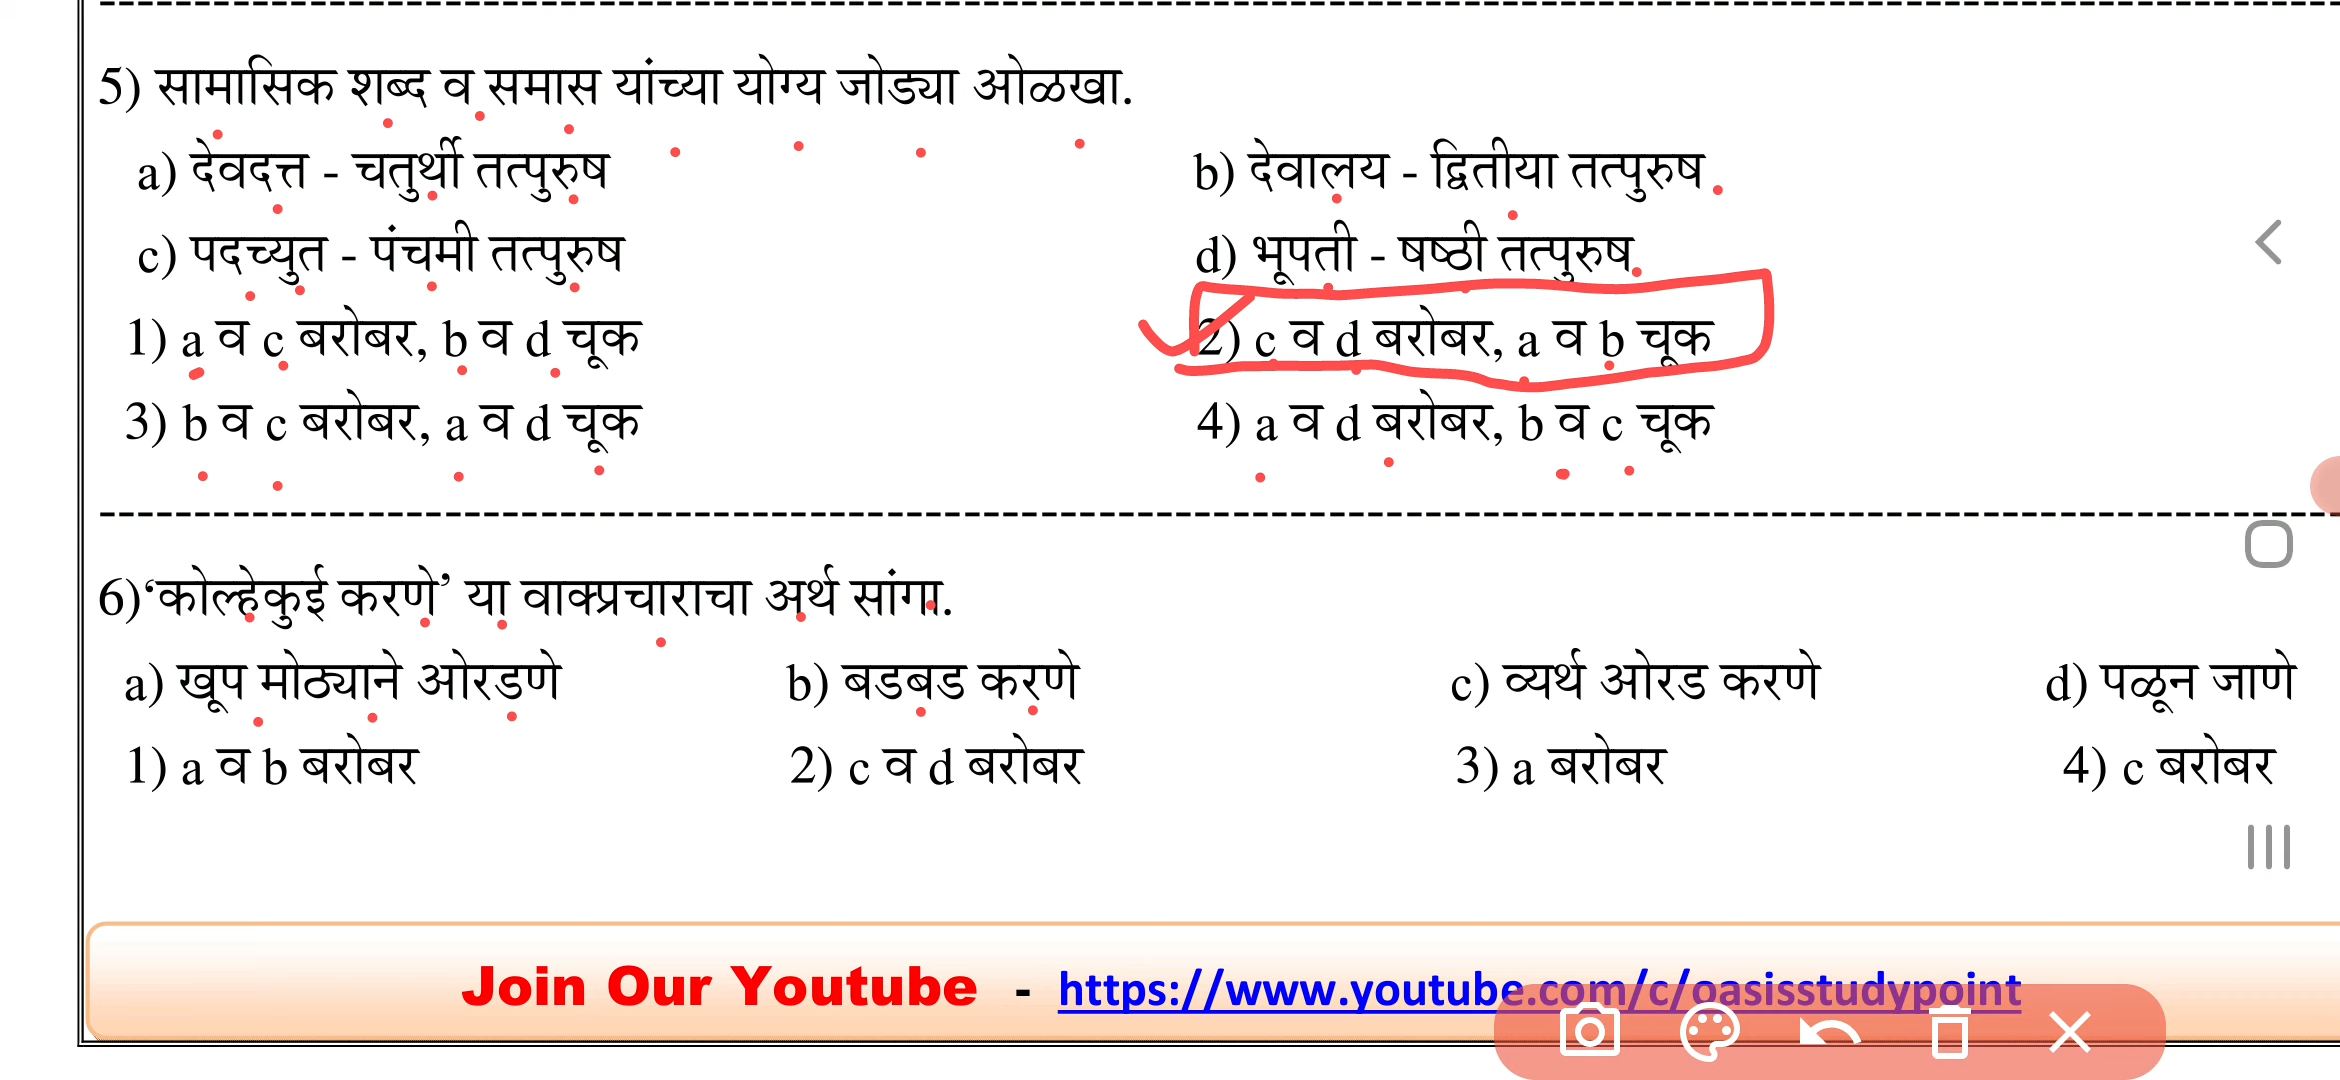 5) सामासिक शब्द व समास यांच्या योग्य जोड्या ओळखा.
a) देवदत्त - चतुर्थी तत्पुरुष b) देवालय - द्वितीया तत्पुरुष
c) पदच्युत - पंचमी तत्पुरुष d) भूपती - षष्ठी तत्पुरुष
1) a व c बरोबर, b व d चूक 2) c व d बरोबर, a व b चूक
3) b व c बरोबर, a व d चूक 4) a व d बरोबर, b व c चूक
6)‘कोल्हेकुई करणे’ या वाक्प्रचाराचा अर्थ सांगा.
a) खूप मोठ्याने ओरडणे b) बडबड करणे c) व्यर्थ ओरड करणे d) पळून जाणे
1) a व b बरोबर 2) c व d बरोबर 3) a बरोबर 4) c बरोबर
Join Our Youtube - https://www.youtube.com/c/oasisstudypoint